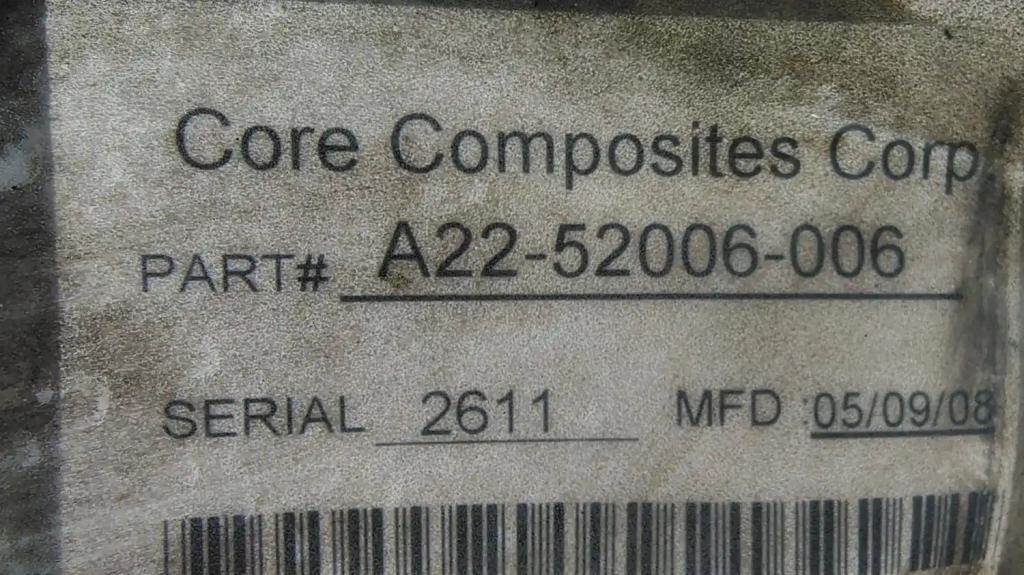 Core Composites Corp.
PART# A22-52006-006
SERIAL 2611 MFD :05/09/08